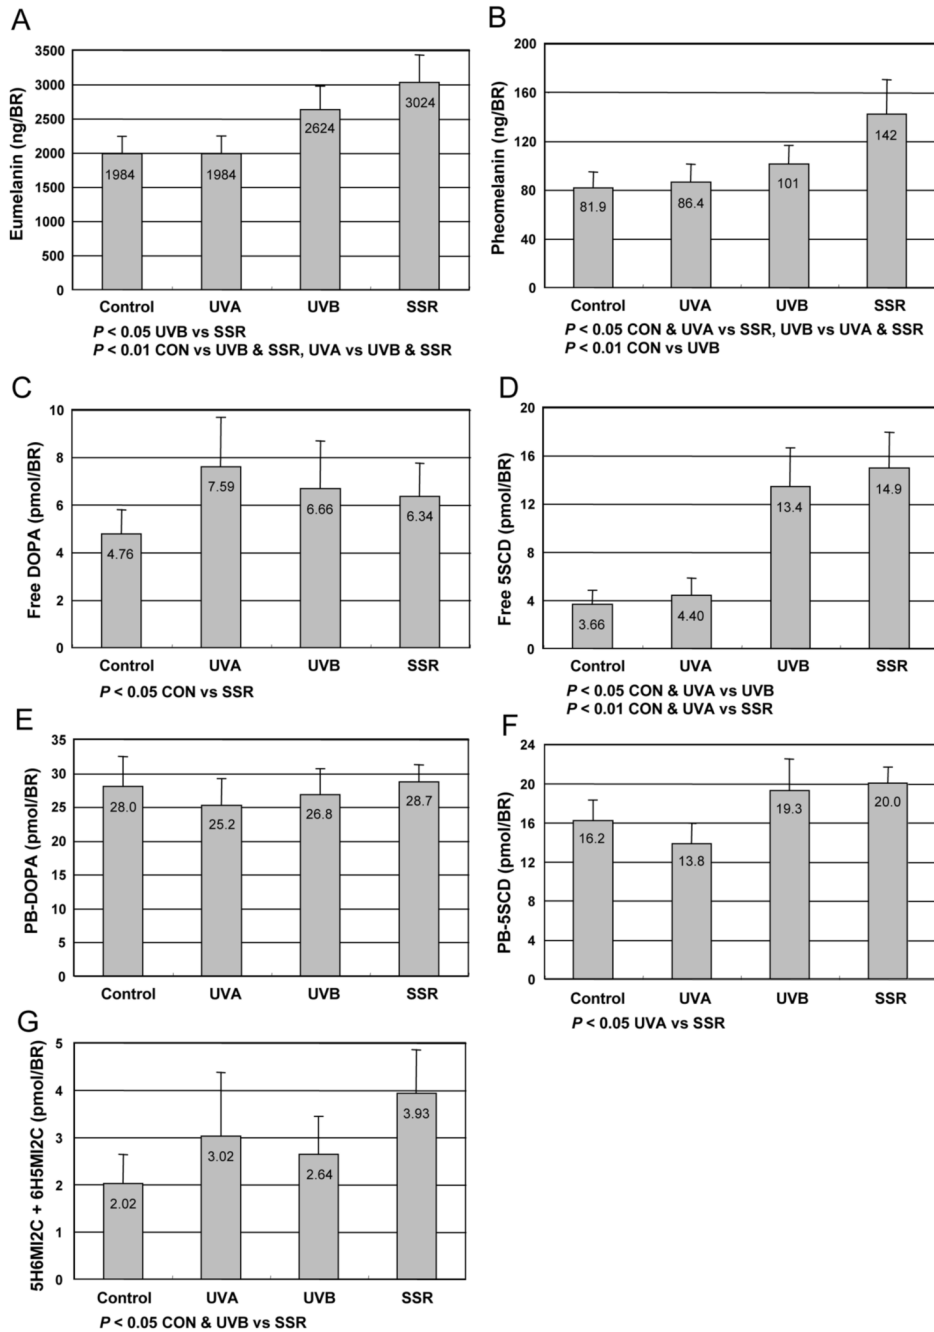 A
Eumelanin (ng/BR)
3500
3000
2500
2000
1500
1000
500
0
1984
1984
2624
3024
Control UVA UVB SSR
P < 0.05 UVB vs SSR
P < 0.01 CON vs UVB & SSR, UVA vs UVB & SSR
B
Pheomelanin (ng/BR)
200
160
120
80
40
0
81.9
86.4
101
142
Control UVA UVB SSR
P < 0.05 CON & UVA vs SSR, UVB vs UVA & SSR
P < 0.01 CON vs UVB
C
Free DOPA (pmol/BR)
10
8
6
4
2
0
4.76
7.59
6.66
6.34
Control UVA UVB SSR
P < 0.05 CON vs SSR
D
Free 5SCD (pmol/BR)
20
16
12
8
4
0
3.66
4.40
13.4
14.9
Control UVA UVB SSR
P < 0.05 CON & UVA vs UVB
P < 0.01 CON & UVA vs SSR
E
PB-DOPA (pmol/BR)
35
30
25
20
15
10
5
0
28.0
25.2
26.8
28.7
Control UVA UVB SSR
F
PB-5SCD (pmol/BR)
24
20
16
12
8
4
0
16.2
13.8
19.3
20.0
Control UVA UVB SSR
P < 0.05 UVA vs SSR
G
5H6MI2C + 6H5MI2C (pmol/BR)
5
4
3
2
1
0
2.02
3.02
2.64
3.93
Control UVA UVB SSR
P < 0.05 CON & UVB vs SSR